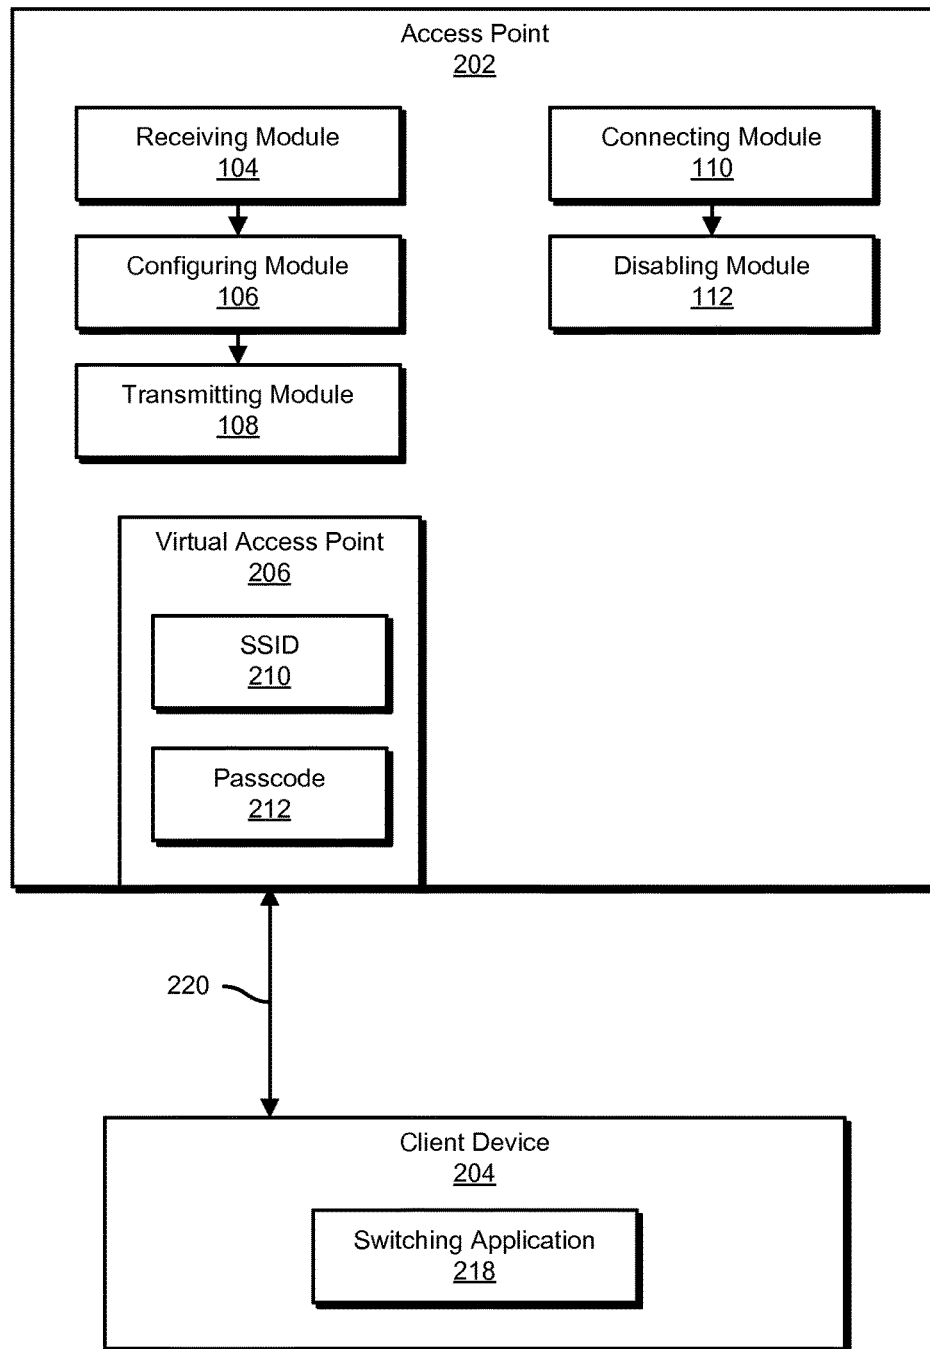 Access Point
202
Receiving Module
104
Connecting Module
110
Configuring Module
106
Disabling Module
112
Transmitting Module
108
Virtual Access Point
206
SSID
210
Passcode
212
220
Client Device
204
Switching Application
218